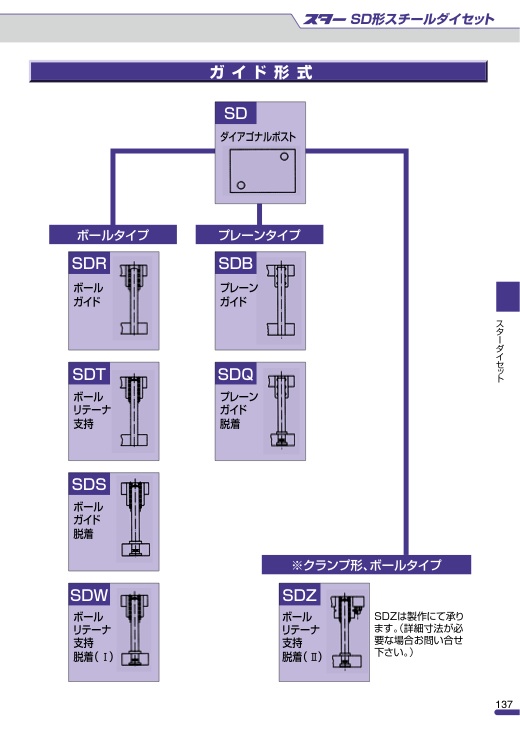 スター SD形スチールダイセット
ガイド形式
SD
ダイアゴナルポスト
ボールタイプ
プレーンタイプ
SDR
ボール
ガイド
SDB
プレーン
ガイド
SDT
ボール
リテーナ
支持
SDQ
プレーン
ガイド
脱着
SDS
ボール
ガイド
脱着
※クランプ形、ボールタイプ
SDW
ボール
リテーナ
支持
脱着(Ⅰ)
SDZ
ボール
リテーナ
支持
脱着(Ⅱ)
SDZは製作にて承り
ます。(詳細寸法が必
要な場合お問い合せ
下さい。)
スターダイセット
137